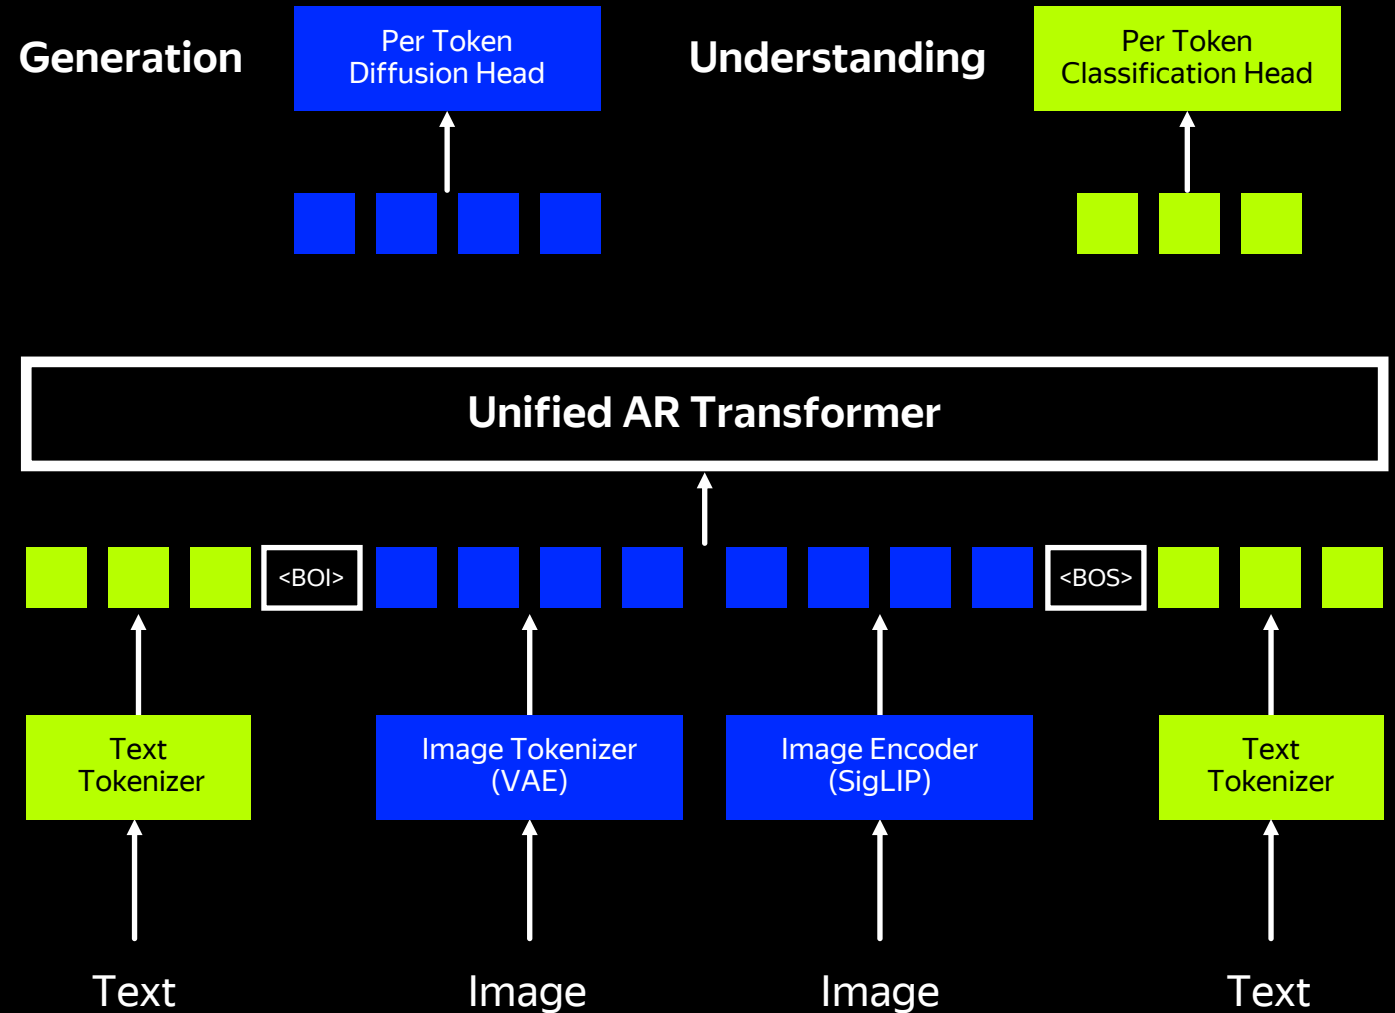 Generation
Per Token
Diffusion Head
Understanding
Per Token
Classification Head
Unified AR Transformer
<BOI>
<BOS>
Text
Tokenizer
Image Tokenizer
(VAE)
Image Encoder
(SigLIP)
Text
Tokenizer
Text
Image
Image
Text